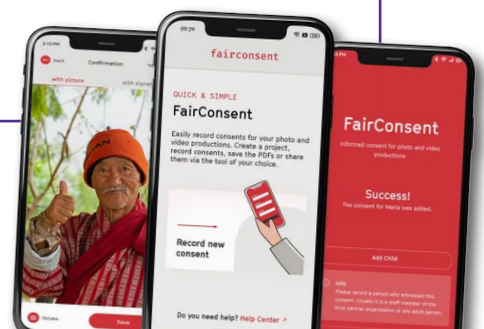 5:13 PM
back
Confirmation
with picture
with signat
AN
Retake
Save
09:29
fairconsent
QUICK & SIMPLE
FairConsent
Easily record consents for your photo and
video productions. Create a project,
record consents, save the PDFs or share
them via the tool of your choice.
Record new
consent
Do you need help? Help Center ↗
FairConsent
Informed consent for photo and video
productions
Success!
The consent for Maria was added.
Add Child
Info
Please record a person who witnessed this
consent. Usually it is a staff member of the
local partner organisation or any adult person.